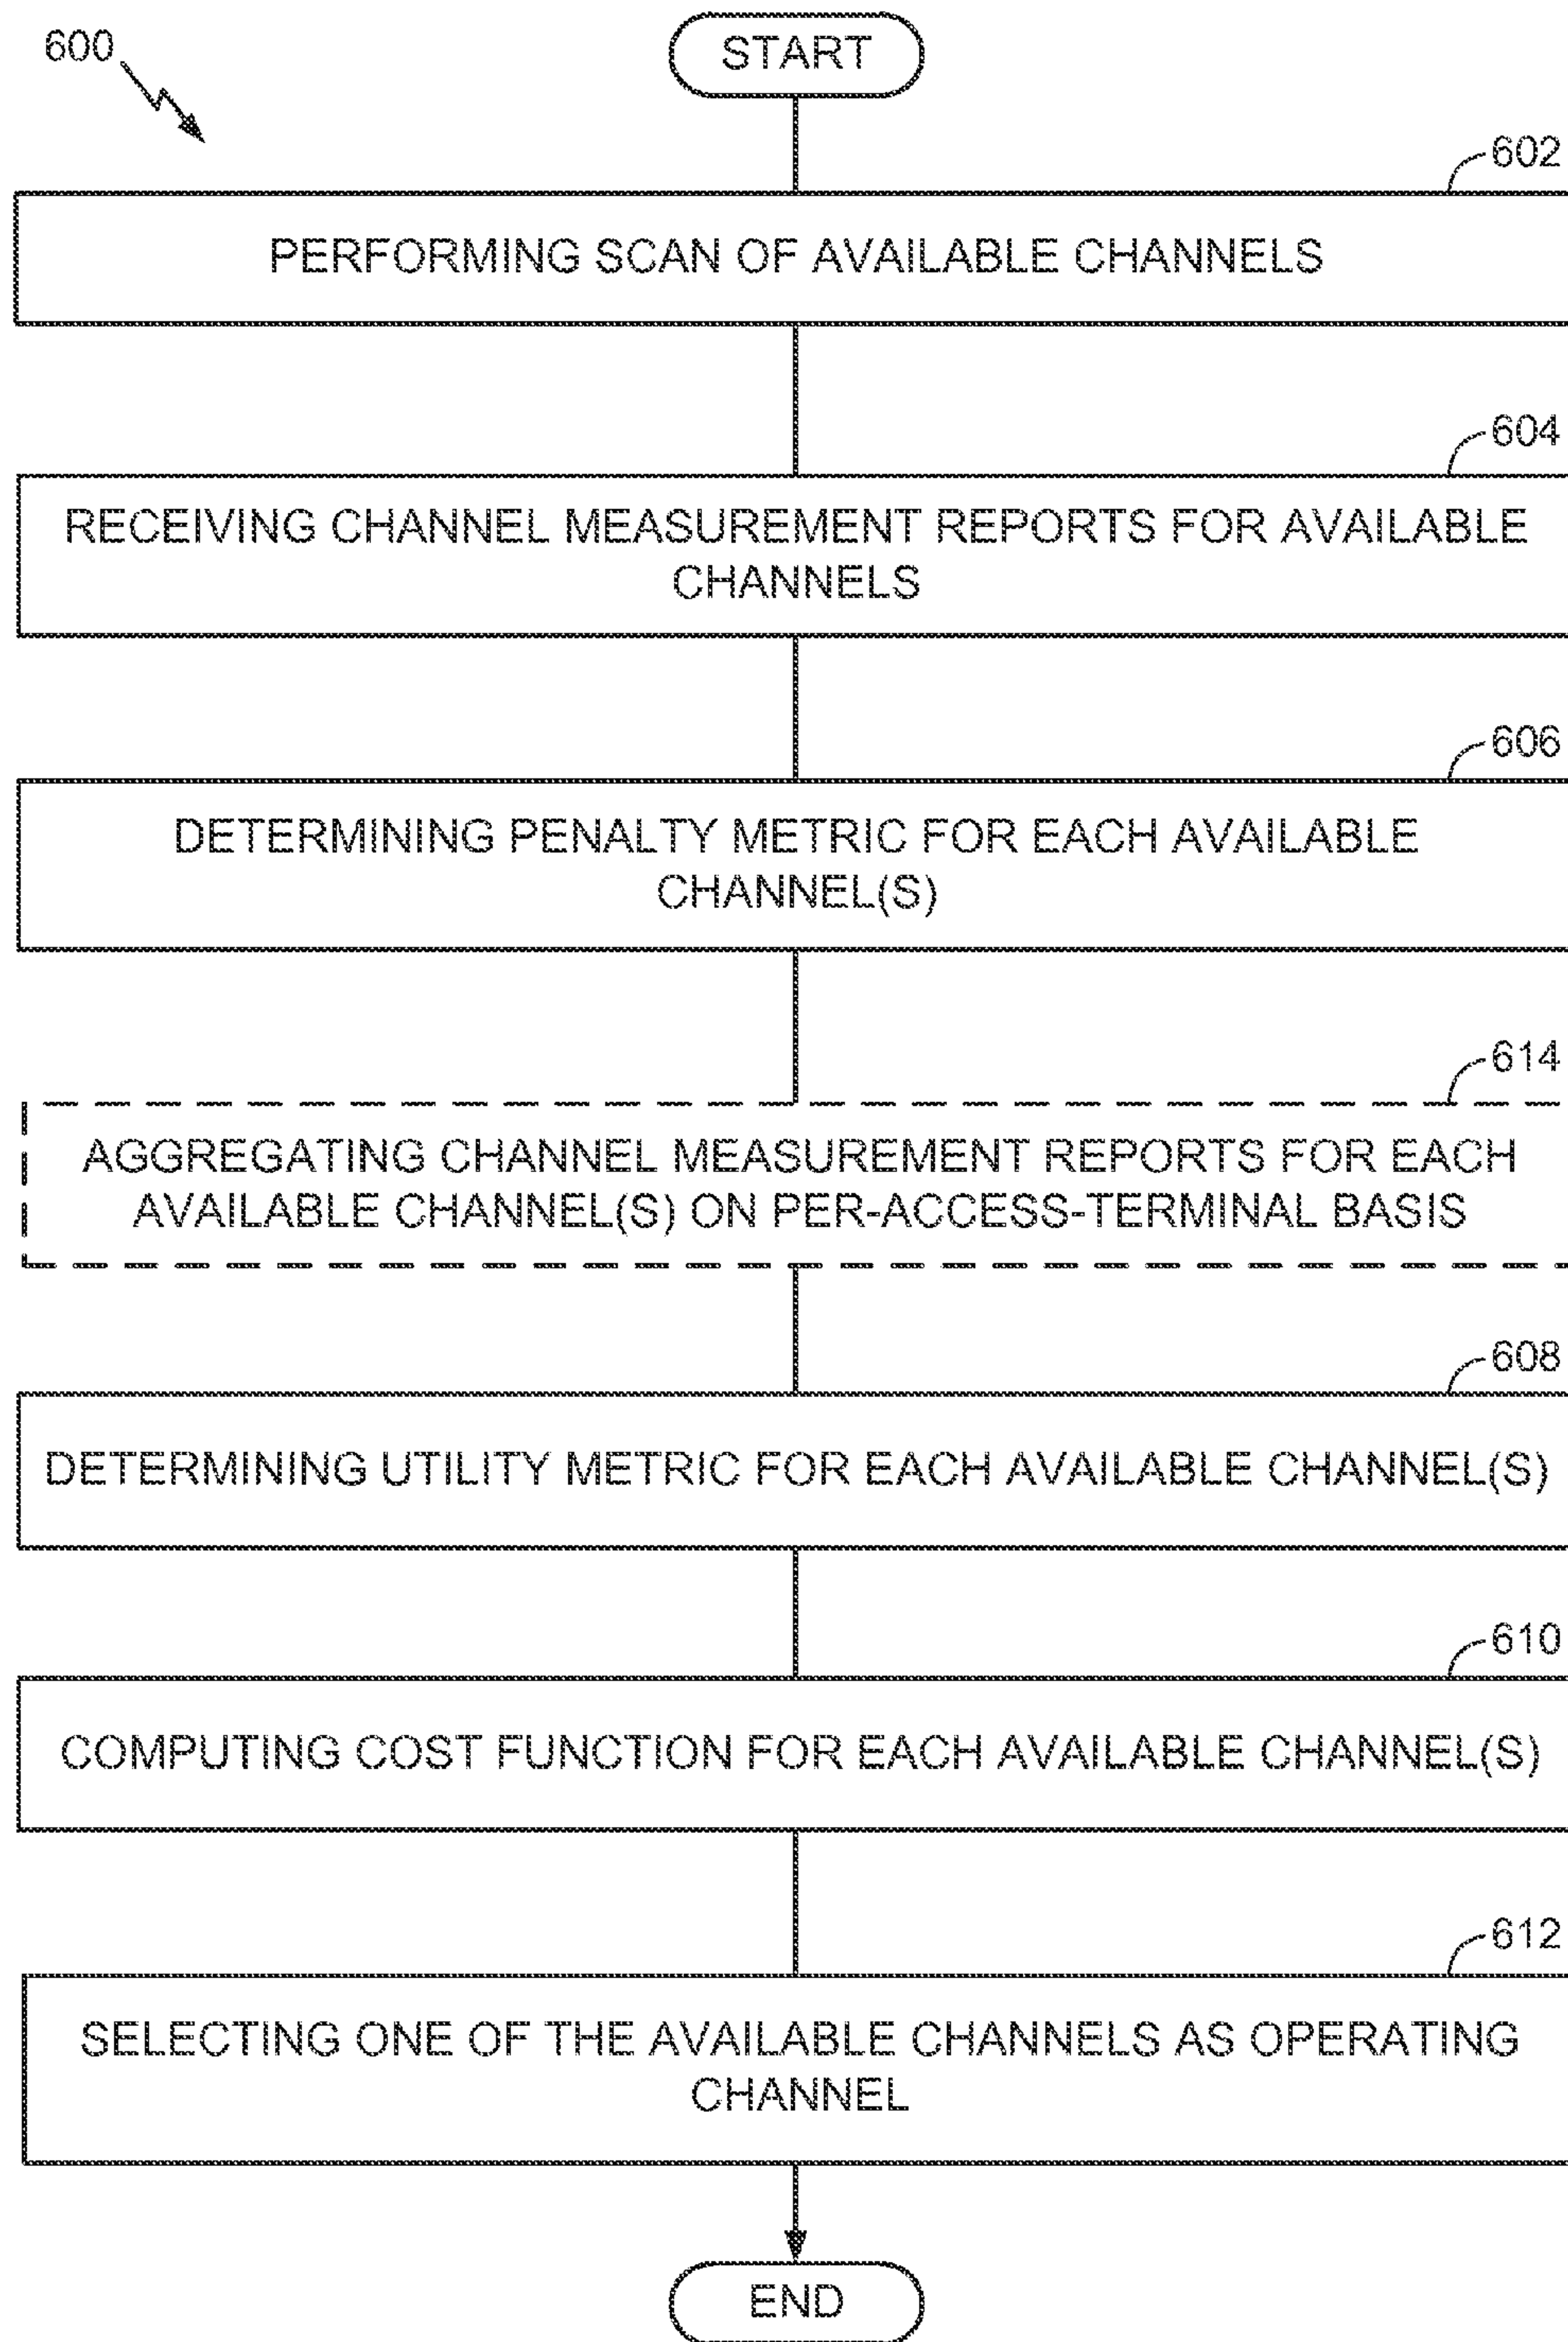 600
START
602
PERFORMING SCAN OF AVAILABLE CHANNELS
604
RECEIVING CHANNEL MEASUREMENT REPORTS FOR AVAILABLE
CHANNELS
606
DETERMINING PENALTY METRIC FOR EACH AVAILABLE
CHANNEL(S)
614
AGGREGATING CHANNEL MEASUREMENT REPORTS FOR EACH
AVAILABLE CHANNEL(S) ON PER-ACCESS-TERMINAL BASIS
608
DETERMINING UTILITY METRIC FOR EACH AVAILABLE CHANNEL(S)
610
COMPUTING COST FUNCTION FOR EACH AVAILABLE CHANNEL(S)
612
SELECTING ONE OF THE AVAILABLE CHANNELS AS OPERATING
CHANNEL
END